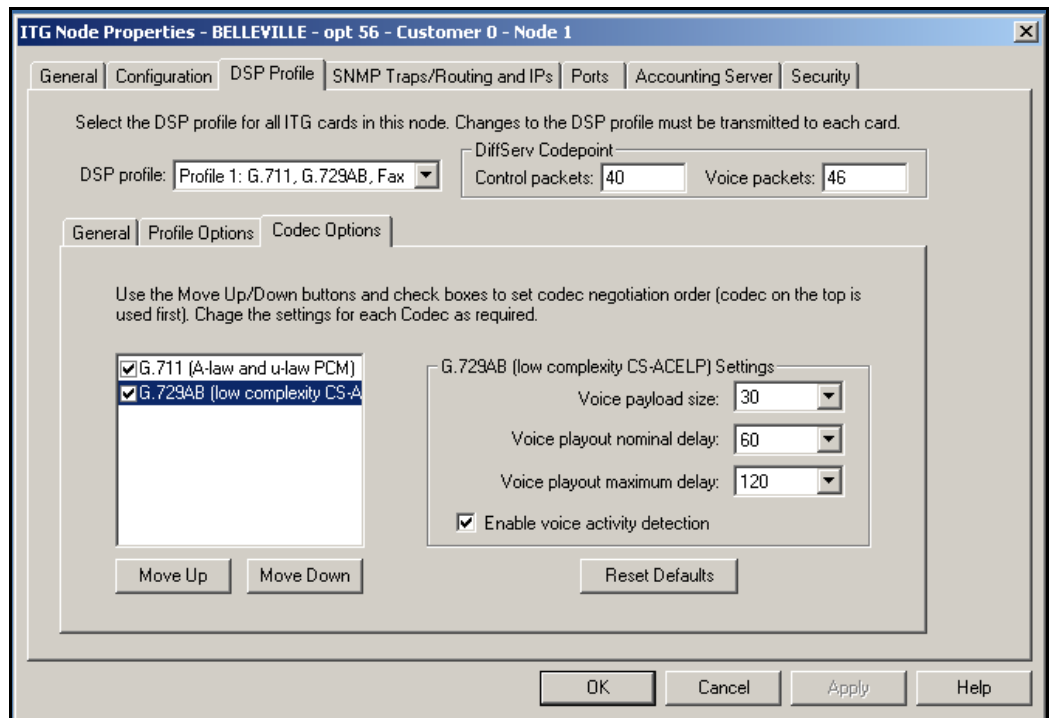 ITG Node Properties - BELLEVILLE - opt 56 - Customer 0 - Node 1
General Configuration DSP Profile SNMP Traps/Routing and IPs Ports Accounting Server Security
Select the DSP profile for all ITG cards in this node. Changes to the DSP profile must be transmitted to each card.
DiffServ Codepoint
DSP profile: Profile 1: G.711, G.729AB, Fax Control packets: 40 Voice packets: 46
General Profile Options Codec Options
Use the Move Up/Down buttons and check boxes to set codec negotiation order (codec on the top is
used first). Chage the settings for each Codec as required.
G.711 (A-law and u-law PCM)
G.729AB (low complexity CS-A
G.729AB (low complexity CS-ACELP) Settings
Voice payload size: 30
Voice playout nominal delay: 60
Voice playout maximum delay: 120
Enable voice activity detection
Move Up Move Down Reset Defaults
OK Cancel Apply Help